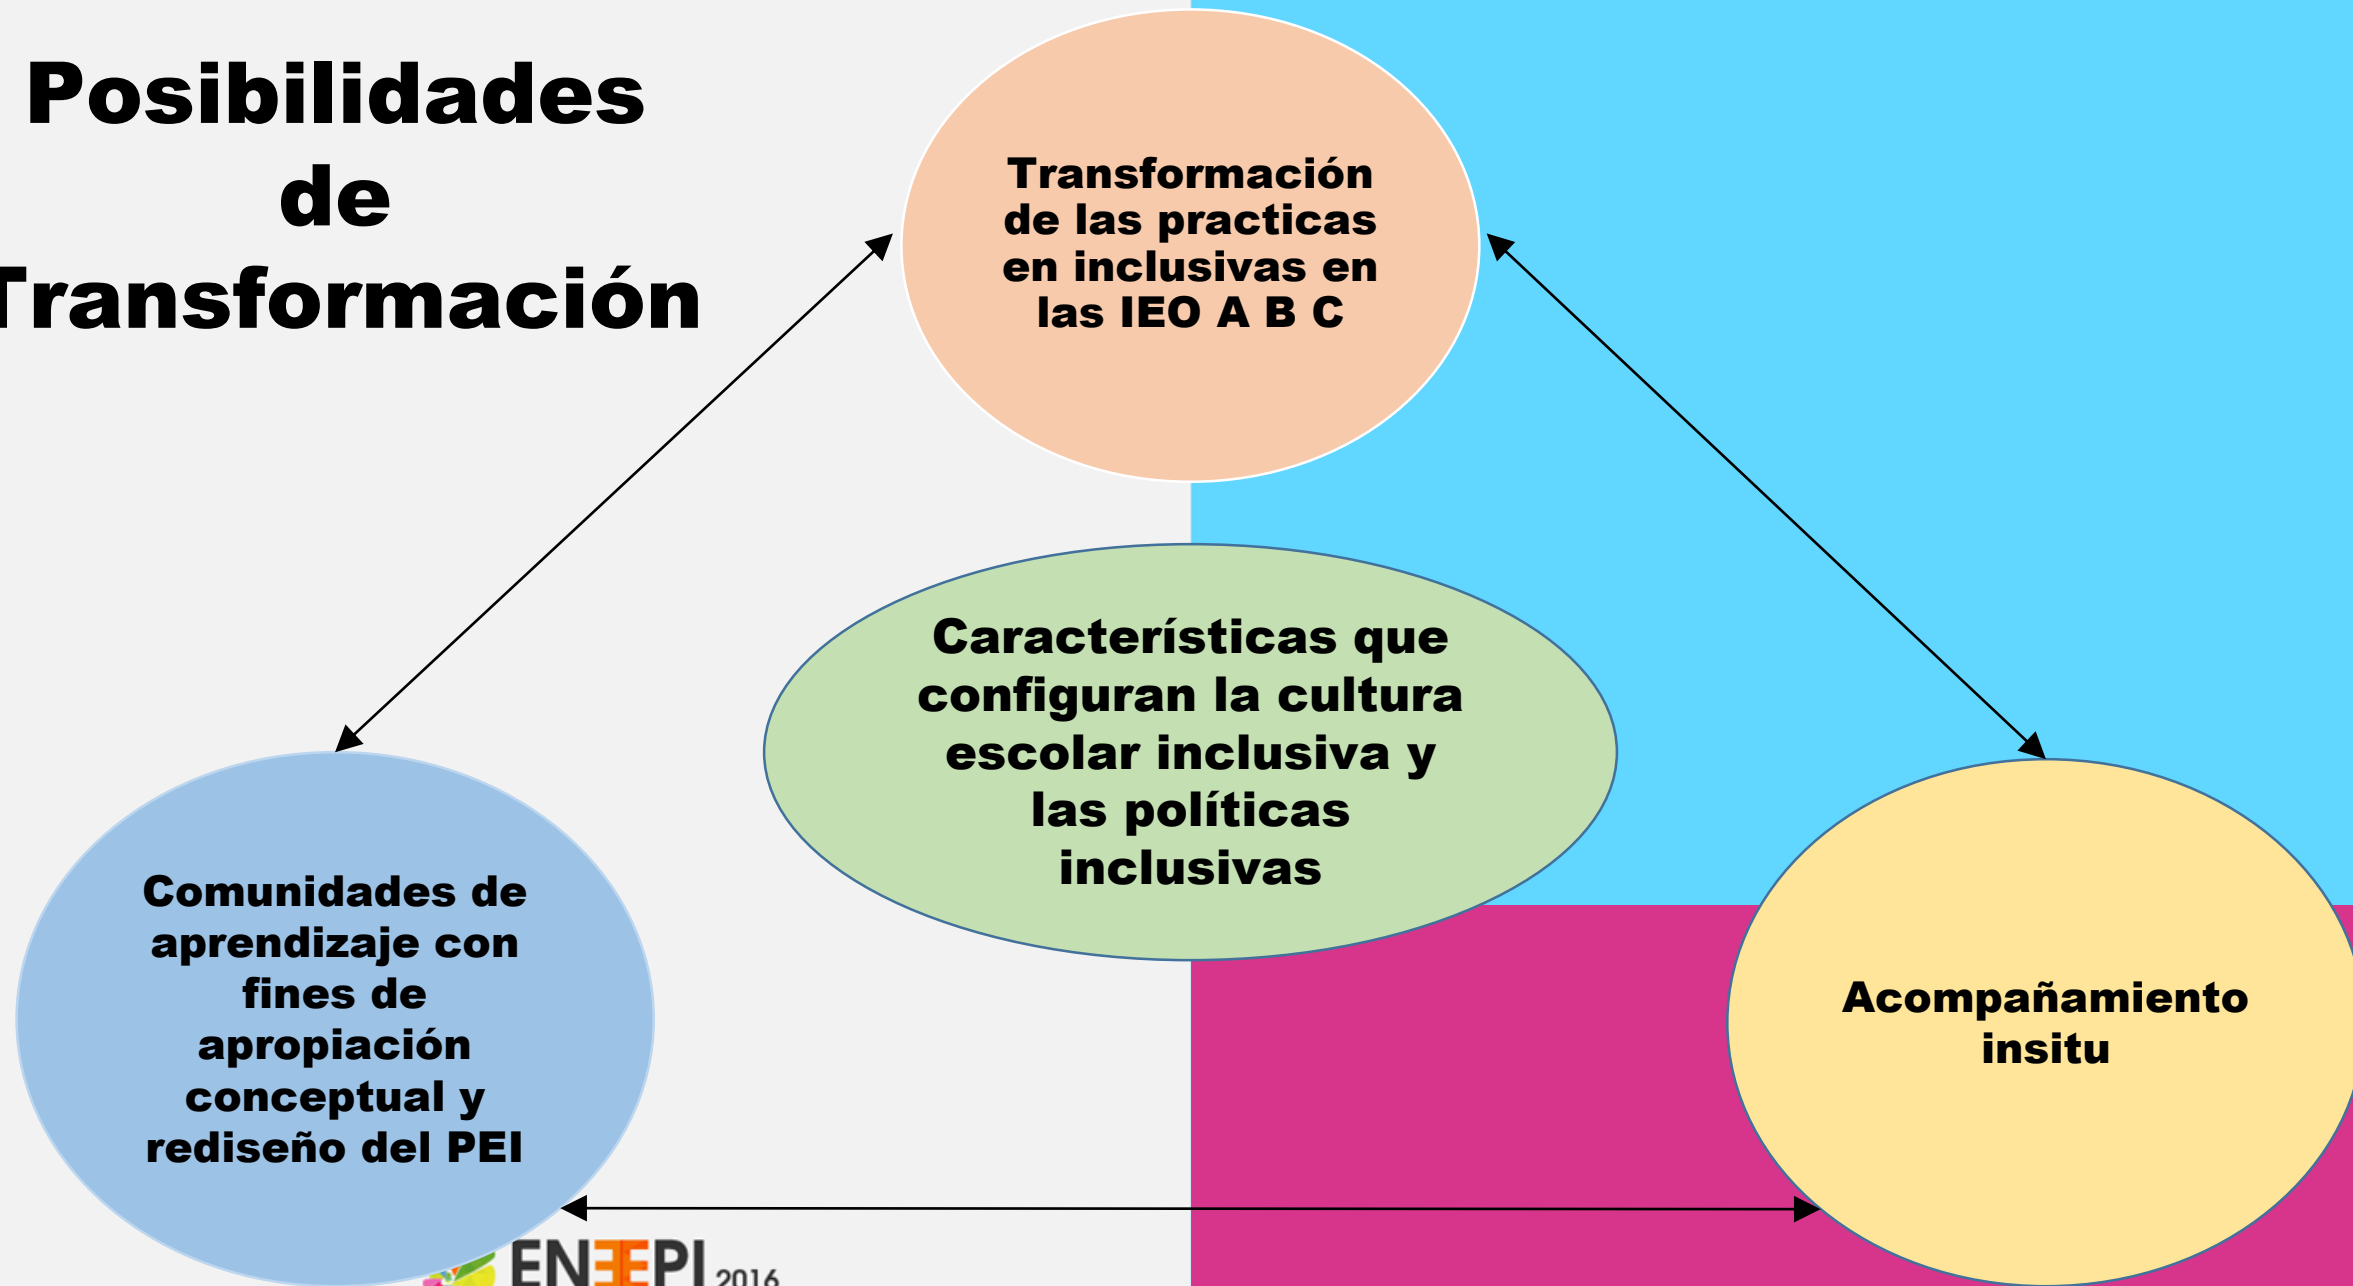 Posibilidades
de
Transformación
Transformación
de las practicas
en inclusivas en
las IEO A B C
Características que
configuran la cultura
escolar inclusiva y
las políticas
inclusivas
Comunidades de
aprendizaje con
fines de
apropiación
conceptual y
rediseño del PEI
Acompañamiento
insitu
ENEEPI 2016